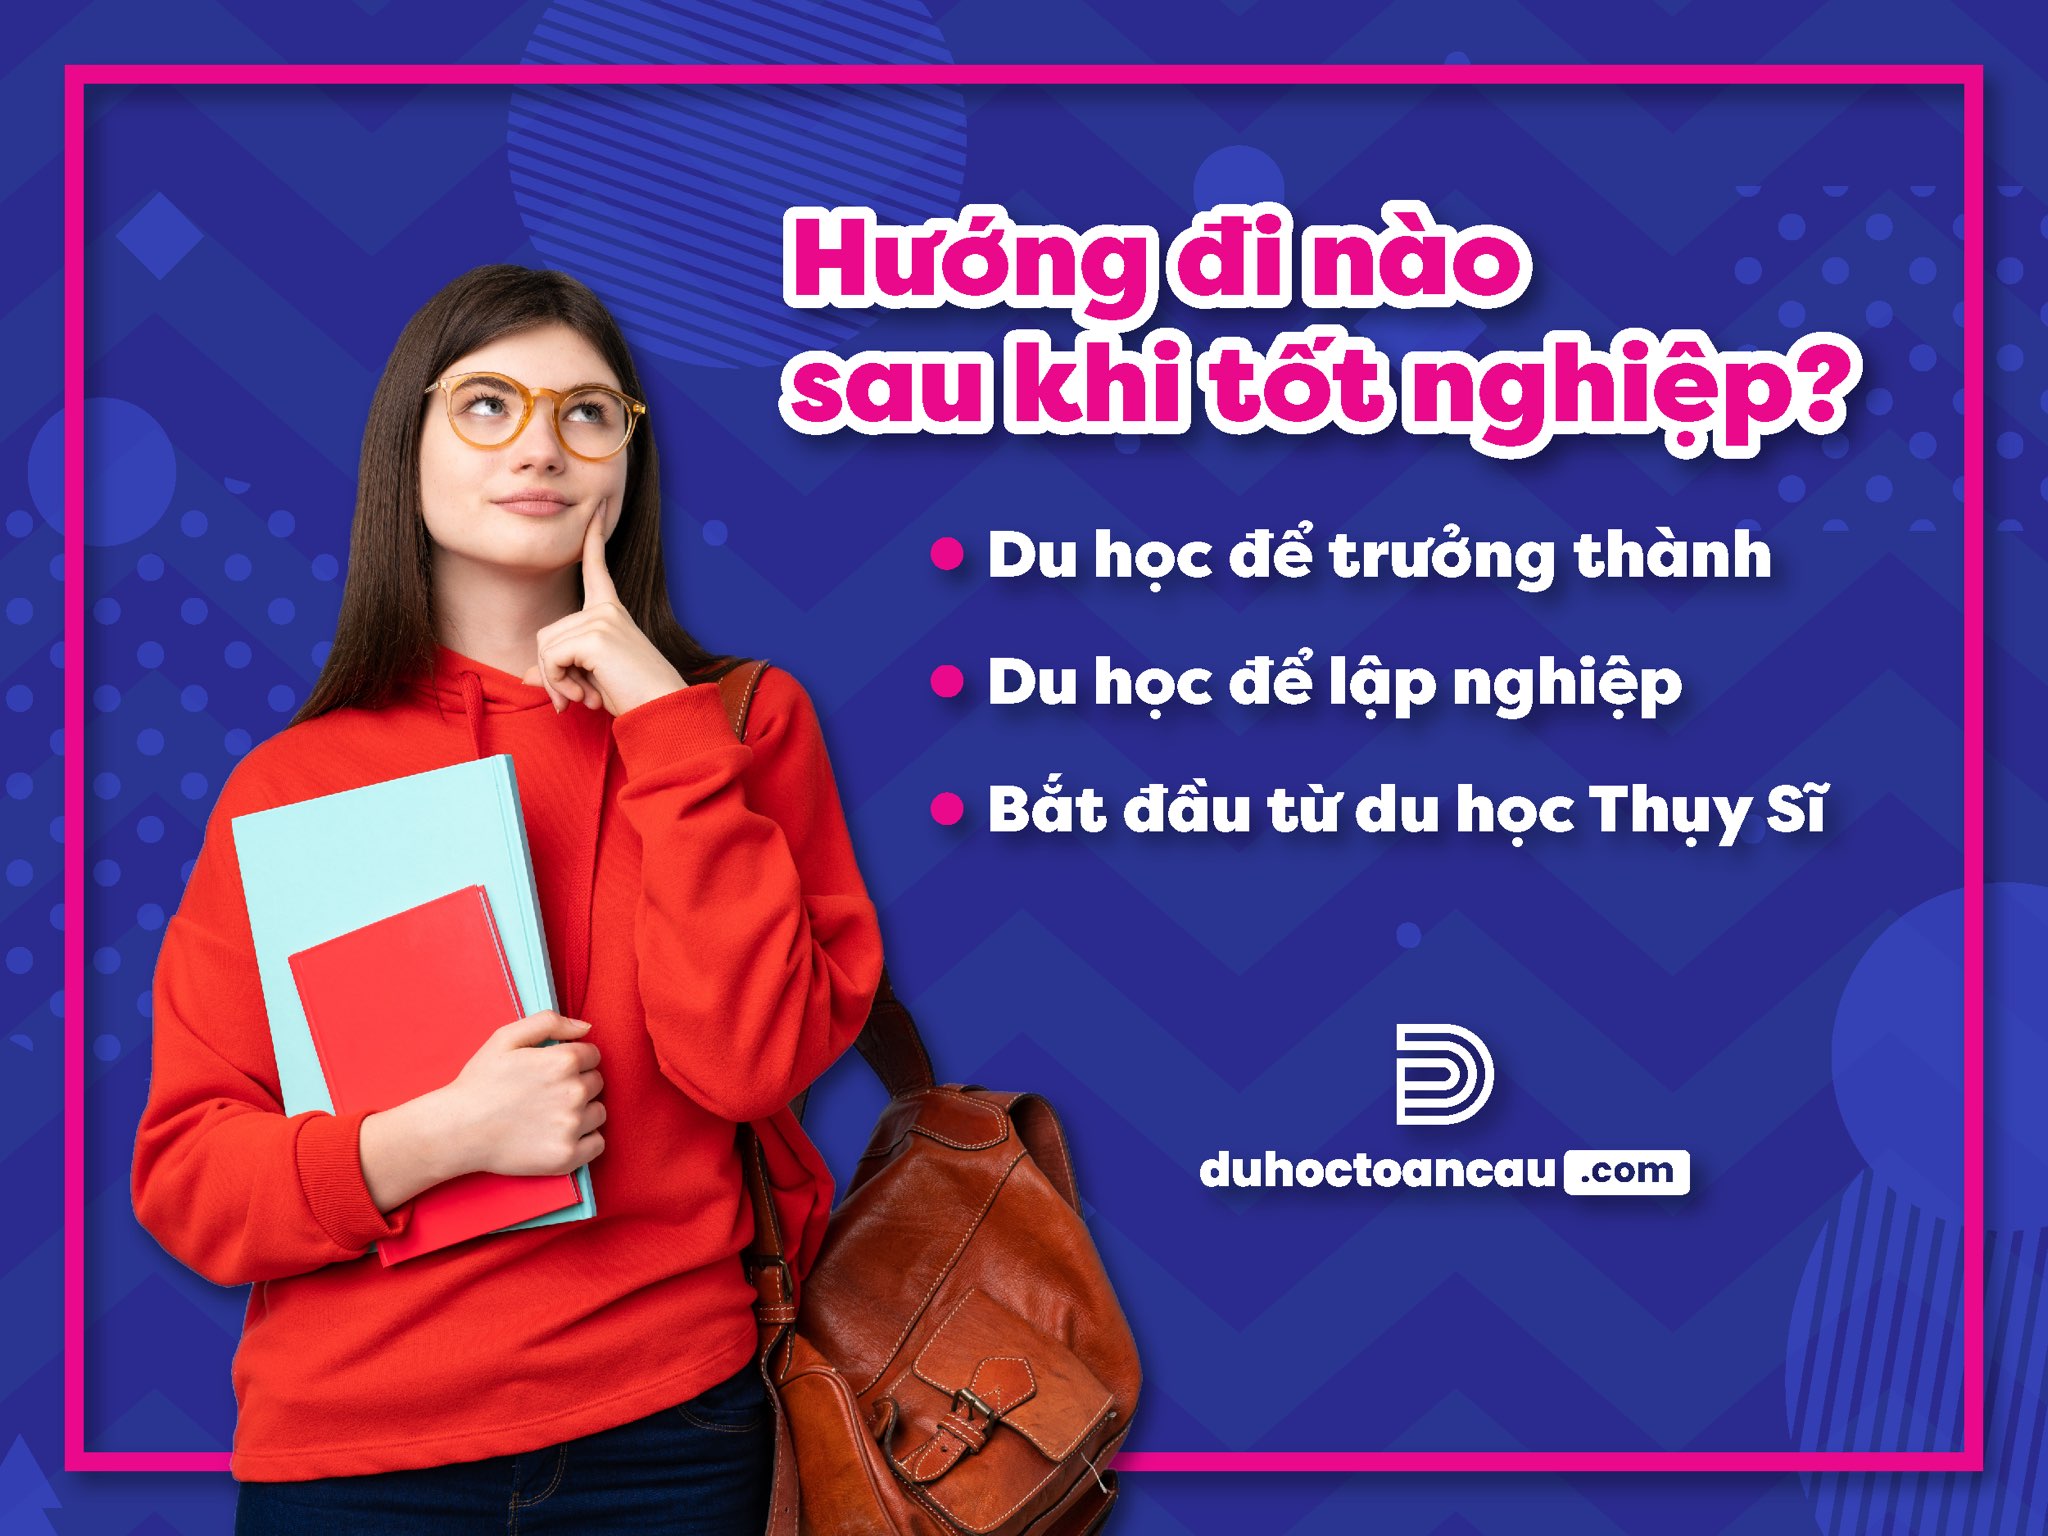 Hướng đi nào
sau khi tốt nghiệp?
Du học để trưởng thành
Du học để lập nghiệp
Bắt đầu từ du học Thụy Sĩ
duhoctoancau.com